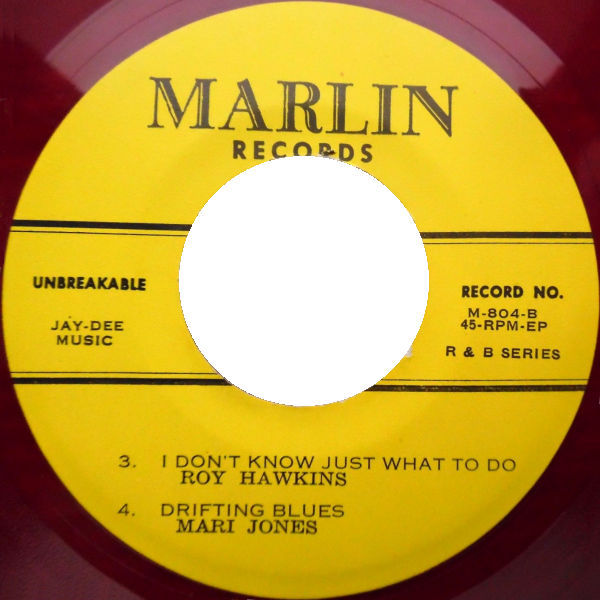 MARLIN
RECORDS
UNBREAKABLE
JAY-DEE
MUSIC
RECORD NO.
M-804-B
45-RPM-EP
R & B SERIES
3. I DON'T KNOW JUST WHAT TO DO
ROY HAWKINS
4. DRIFTING BLUES
MARI JONES